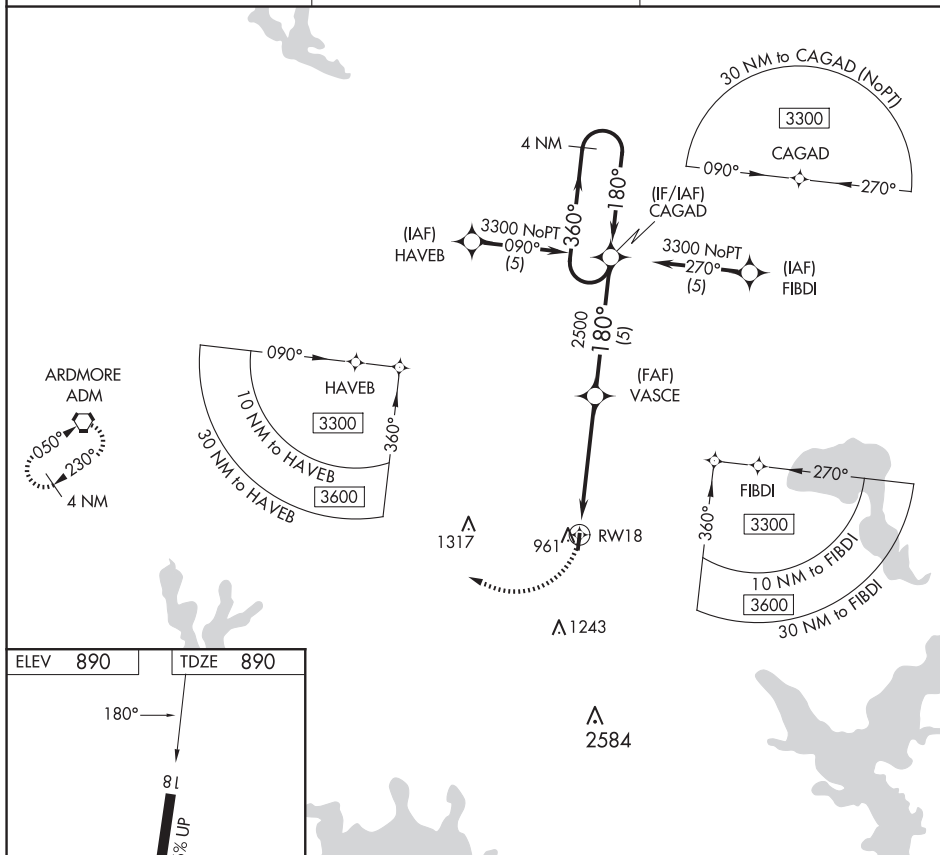 30 NM to CAGAD (NoPT)
3300
CAGAD
090°
270°
4 NM
180°
360°
(IF/IAF)
CAGAD
(IAF)
HAVEB
3300 NoPT
090°
(5)
3300 NoPT
270°
(5)
(IAF)
FIBDI
2500
180°
(5)
(FAF)
VASCE
090°
HAVEB
3300
360°
10 NM to HAVEB
3600
30 NM to HAVEB
ARDMORE
ADM
050°
230°
4 NM
270°
FIBDI
360°
3300
10 NM to FIBDI
3600
30 NM to FIBDI
1317
961
RW18
1243
2584
ELEV 890
TDZE 890
180°
18
% UP